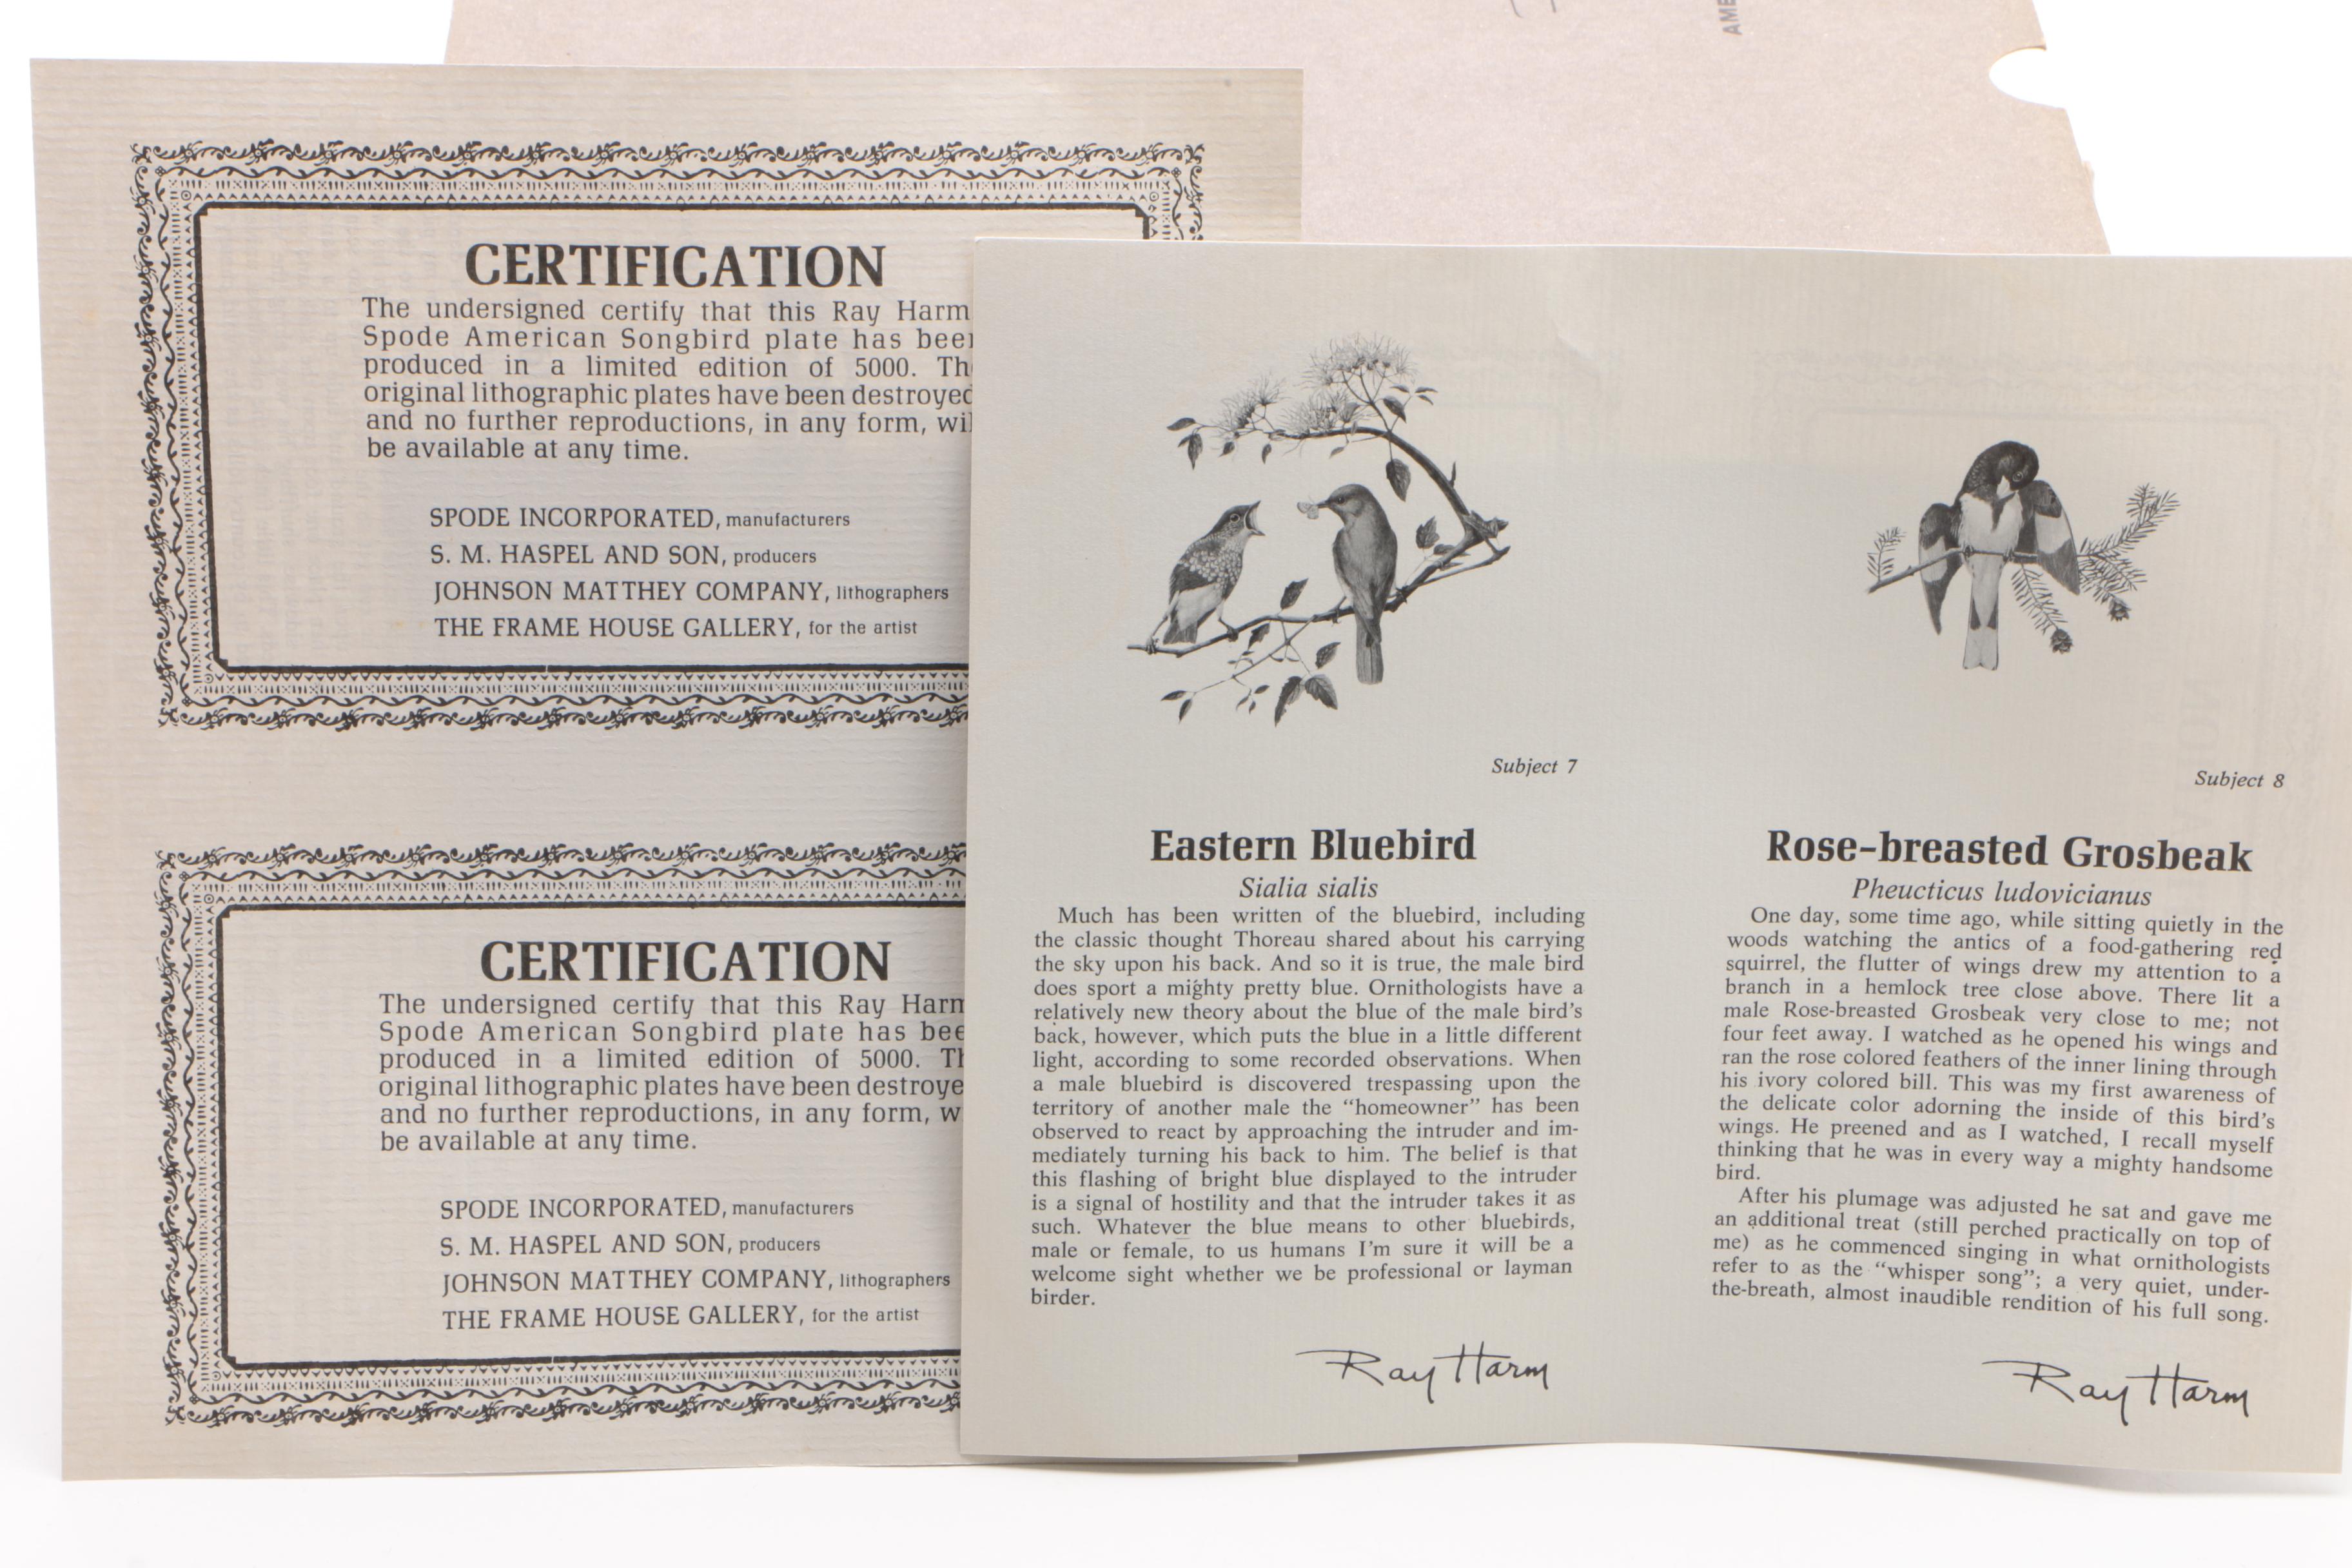 AME
CERTIFICATION
The undersigned certify that this Ray Harm
Spode American Songbird plate has
produced in a limited edition of 5000.
original lithographic plates have been
and no further reproductions, in any form,
be available at any time.
SPODE INCORPORATED, manufacturers
S. M. HASPEL AND SON, producers
JOHNSON MATTHEY COMPANY, lithographers
THE FRAME HOUSE GALLERY, for the artist
CERTIFICATION
The undersigned certify that this Ray
Spode American Songbird plate has
produced in a limited edition of 5000.
original lithographic plates have been
and no further reproductions, in any form,
be available at any time.
SPODE INCORPORATED, manufacturers
S. M. HASPEL AND SON, producers
JOHNSON MATTHEY COMPANY, lithographers
THE FRAME HOUSE GALLERY, for the artist
Subject 7
Eastern Bluebird
Sialia sialis
Much has been written of the bluebird, including
the classic thought Thoreau shared about his carrying
the sky upon his back. And so it is true, the male bird
does sport a mighty pretty blue. Ornithologists have a
relatively new theory about the blue of the male bird's
back, however, which puts the blue in a little different
light, according to some recorded observations. When
a male bluebird is discovered trespassing upon the
territory of another male the "homeowner" has been
observed to react by approaching the intruder and im-
mediately turning his back to him. The belief is that
this flashing of bright blue displayed to the intruder
is a signal of hostility and that the intruder takes it as
such. Whatever the blue means to other bluebirds,
male or female, to us humans I'm sure it will be a
welcome sight whether we be professional or layman
birder.
Ray Harm
Subject 8
Rose-breasted Grosbeak
Pheucticus ludovicianus
One day, some time ago, while sitting quietly in the
woods watching the antics of a food-gathering red
squirrel, the flutter of wings drew my attention to a
branch in a hemlock tree close above. There lit a
male Rose-breasted Grosbeak very close to me; not
four feet away. I watched as he opened his wings and
ran the rose colored feathers of the inner lining through
his ivory colored bill. This was my first awareness of
the delicate color adorning the inside of this bird's
wings. He preened and as I watched, I recall myself
thinking that he was in every way a mighty handsome
bird.
After his plumage was adjusted he sat and gave me
an additional treat (still perched practically on top of
me) as he commenced singing in what ornithologists
refer to as the "whisper song"; a very quiet, under-
the-breath, almost inaudible rendition of his full song.
Ray Harm